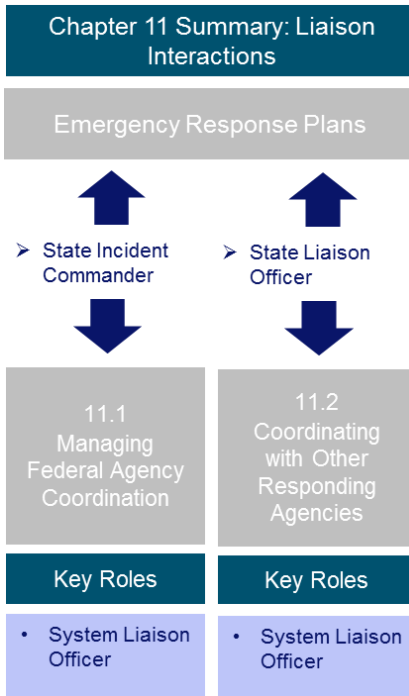 Chapter 11 Summary: Liaison
Interactions
Emergency Response Plans
➢ State Incident
Commander
➢ State Liaison
Officer
11.1
Managing
Federal Agency
Coordination
11.2
Coordinating
with Other
Responding
Agencies
Key Roles
• System Liaison
Officer
Key Roles
• System Liaison
Officer